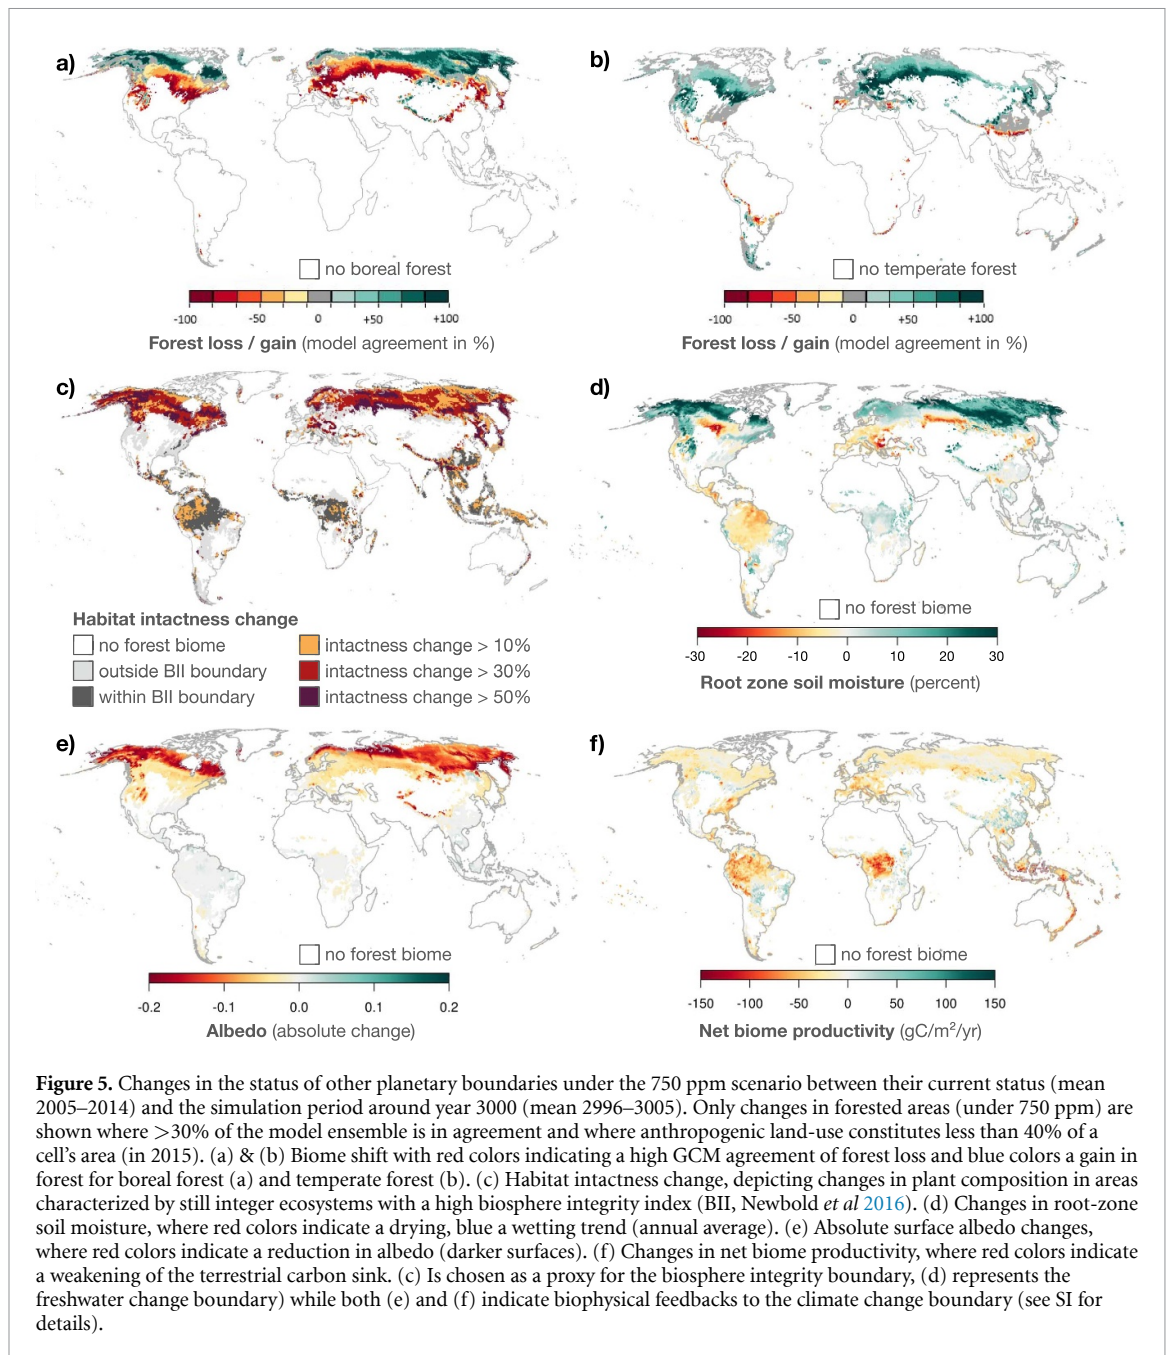 a)
b)
no boreal forest
no temperate forest
-100 -50 0 +50 +100
-100 -50 0 +50 +100
Forest loss / gain (model agreement in %)
Forest loss / gain (model agreement in %)
c)
d)
Habitat intactness change
no forest biome
outside BII boundary
within BII boundary
intactness change > 10%
intactness change > 30%
intactness change > 50%
no forest biome
-30 -20 -10 0 10 20 30
Root zone soil moisture (percent)
e)
f)
no forest biome
no forest biome
-0.2 -0.1 0.0 0.1 0.2
-150 -100 -50 0 50 100 150
Albedo (absolute change)
Net biome productivity (gC/m²/yr)
Figure 5. Changes in the status of other planetary boundaries under the 750 ppm scenario between their current status (mean
2005–2014) and the simulation period around year 3000 (mean 2996–3005). Only changes in forested areas (under 750 ppm) are
shown where >30% of the model ensemble is in agreement and where anthropogenic land-use constitutes less than 40% of a
cell's area (in 2015). (a) & (b) Biome shift with red colors indicating a high GCM agreement of forest loss and blue colors a gain in
forest for boreal forest (a) and temperate forest (b). (c) Habitat intactness change, depicting changes in plant composition in areas
characterized by still integer ecosystems with a high biosphere integrity index (BII, Newbold et al 2016). (d) Changes in root-zone
soil moisture, where red colors indicate a drying, blue a wetting trend (annual average). (e) Absolute surface albedo changes,
where red colors indicate a reduction in albedo (darker surfaces). (f) Changes in net biome productivity, where red colors indicate
a weakening of the terrestrial carbon sink. (c) Is chosen as a proxy for the biosphere integrity boundary, (d) represents the
freshwater change boundary) while both (e) and (f) indicate biophysical feedbacks to the climate change boundary (see SI for
details).